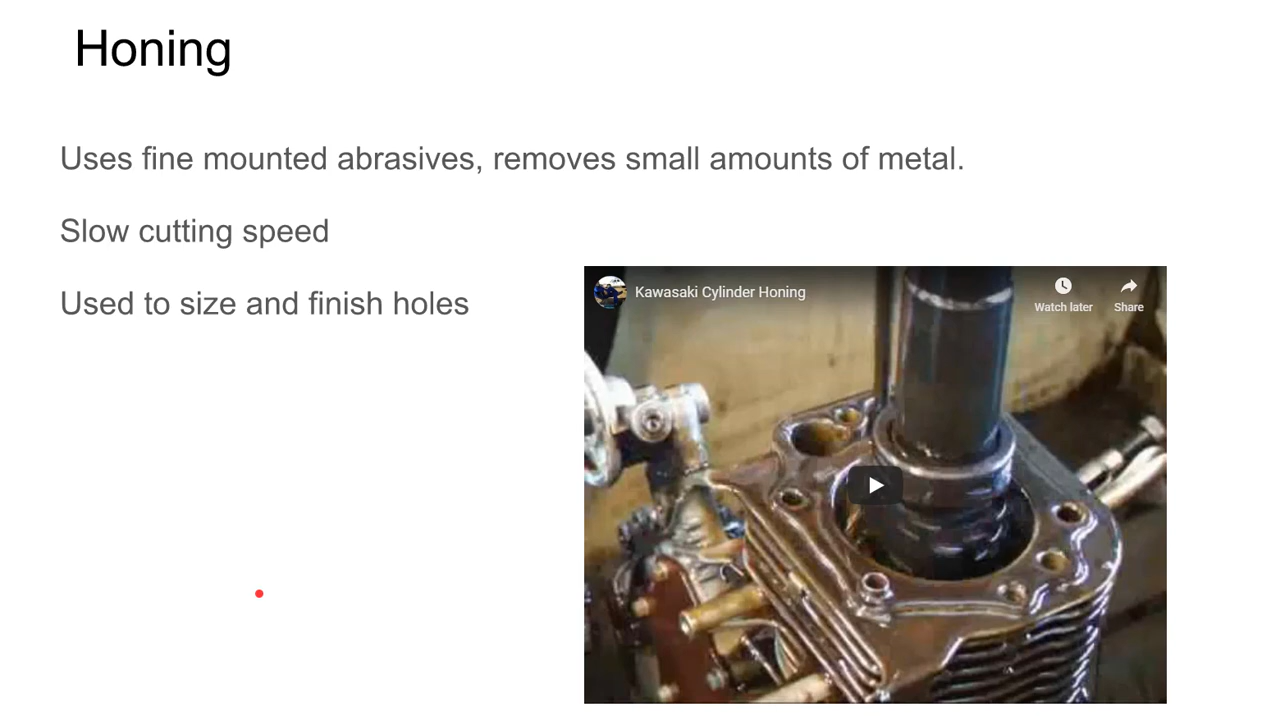 Honing
Uses fine mounted abrasives, removes small amounts of metal.
Slow cutting speed
Used to size and finish holes
Kawasaki Cylinder Honing
Watch later
Share